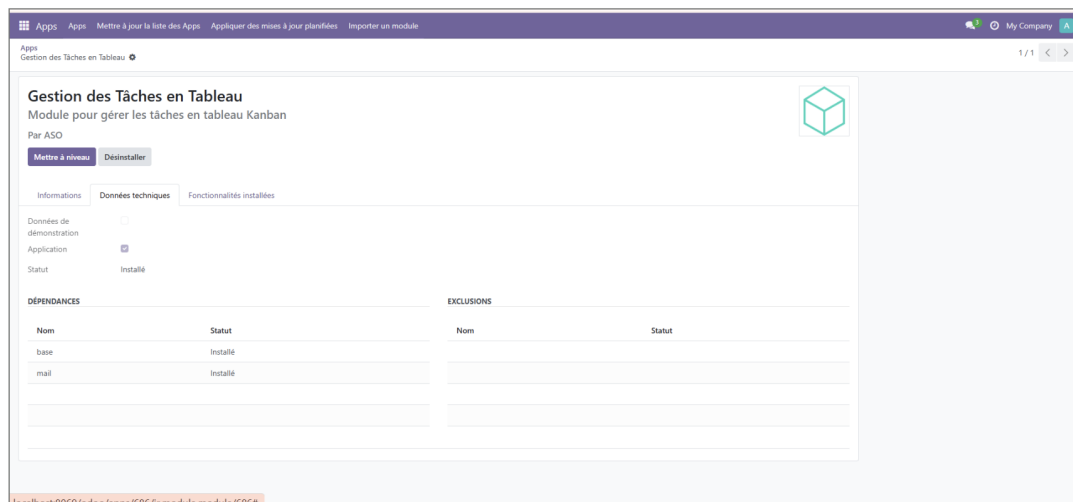 Apps Apps Mettre à jour la liste des Apps Appliquer des mises à jour planifiées Importer un module 3 My Company A
Apps
Gestion des Tâches en Tableau 1 / 1
Gestion des Tâches en Tableau
Module pour gérer les tâches en tableau Kanban
Par ASO
Mettre à niveau Désinstaller
Informations Données techniques Fonctionnalités installées
Données de
démonstration
Application
Statut Installé
DÉPENDANCES EXCLUSIONS
Nom Statut Nom Statut
base Installé
mail Installé